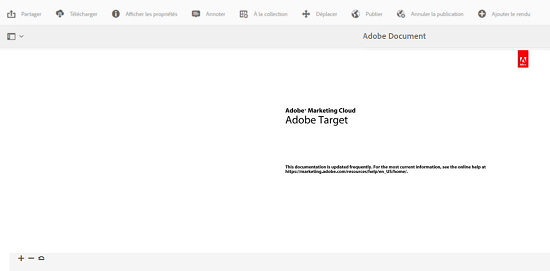 Partager Télécharger Afficher les propriétés Annoter À la collection Déplacer Publier Annuler la publication Ajouter le rendu
Adobe Document
Adobe® Marketing Cloud
Adobe Target
This documentation is updated frequently. For the most current information, see the online help at
https://marketing.adobe.com/resources/help/en_US/home/.